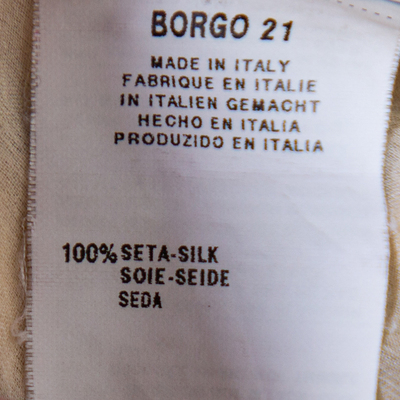 BORGO 21
MADE IN ITALY
FABRIQUE EN ITALIE
IN ITALIEN GEMACHT
HECHO EN ITALIA
PRODUZIDO EN ITALIA
100% SETA-SILK
SOIE-SEIDE
SEDA